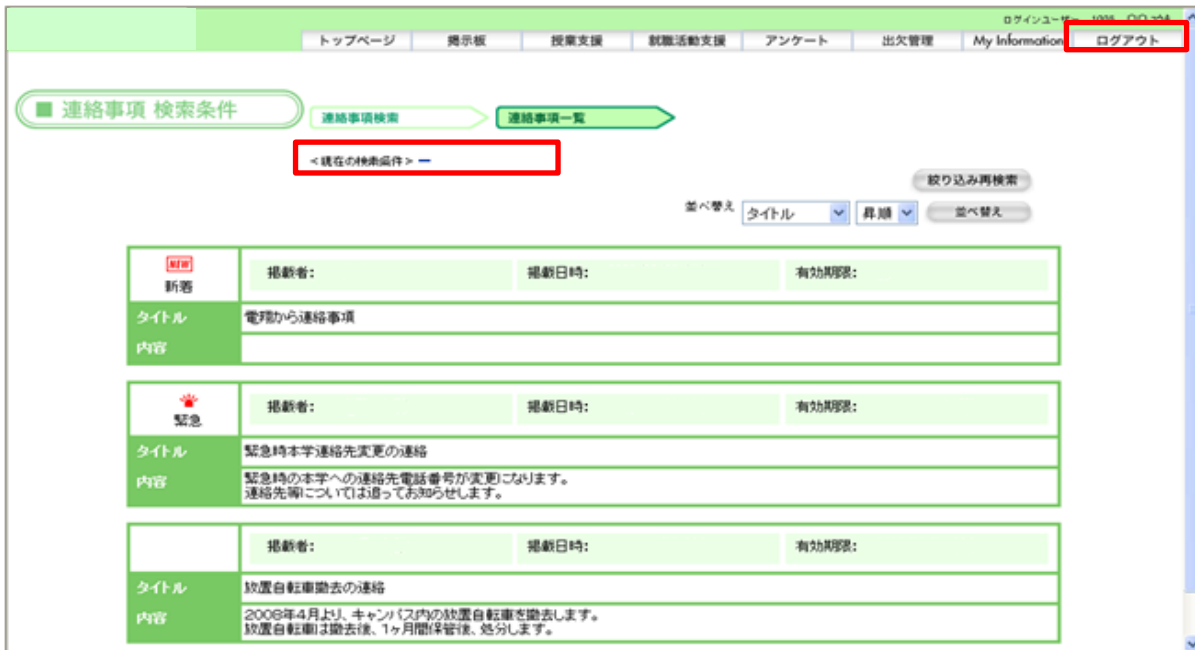 ログインユーザー
トップページ 掲示板 授業支援 就職活動支援 アンケート 出欠管理 My Information ログアウト
■ 連絡事項 検索条件
連絡事項検索 連絡事項一覧
<現在の検索条件> ー
絞り込み再検索
並べ替え タイトル 昇順 並べ替え
NEW
新着
掲載者: 掲載日時: 有効期限:
タイトル 電翔から連絡事項
内容
緊急
掲載者: 掲載日時: 有効期限:
タイトル 緊急時本学連絡先変更の連絡
内容 緊急時の本学への連絡先電話番号が変更になります。
連絡先等については追ってお知らせします。
掲載者: 掲載日時: 有効期限:
タイトル 放置自転車撤去の連絡
内容 2008年4月より、キャンパス内の放置自転車を撤去します。
放置自転車は撤去後、1ヶ月間保管後、処分します。